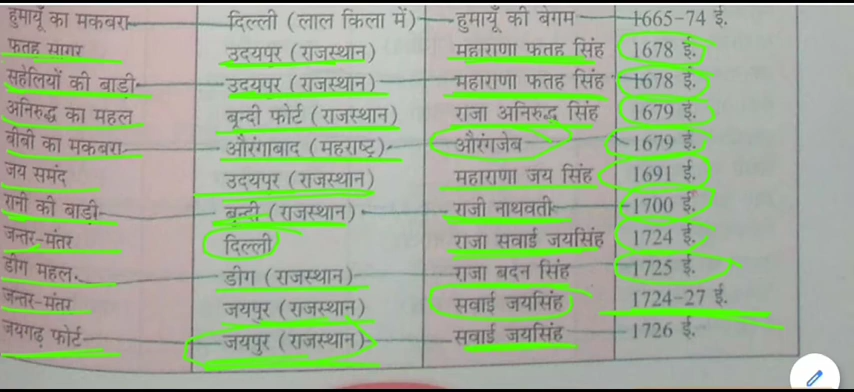 हुमायूँ का मकबरा दिल्ली (लाल किला में) हुमायूँ की बेगम 1665-74 ई.
फतह सागर उदयपुर (राजस्थान) महाराणा फतह सिंह 1678 ई.
सहेलियों की बाड़ी उदयपुर (राजस्थान) महाराणा फतह सिंह 1678 ई.
अनिरुद्ध का महल बून्दी फोर्ट (राजस्थान) राजा अनिरुद्ध सिंह 1679 ई.
बीबी का मकबरा औरंगाबाद (महराष्ट्र) औरंगजेब 1679 ई.
जय समंद उदयपुर (राजस्थान) महाराणा जय सिंह 1691 ई.
रानी की बाड़ी बून्दी (राजस्थान) राजी नाथवती 1700 ई.
जन्तर-मंतर दिल्ली राजा सवाई जयसिंह 1724 ई.
डीग महल डीग (राजस्थान) राजा बदन सिंह 1725 ई.
जन्तर-मंतर जयपुर (राजस्थान) सवाई जयसिंह 1724-27 ई.
जयगढ़ फोर्ट जयपुर (राजस्थान) सवाई जयसिंह 1726 ई.